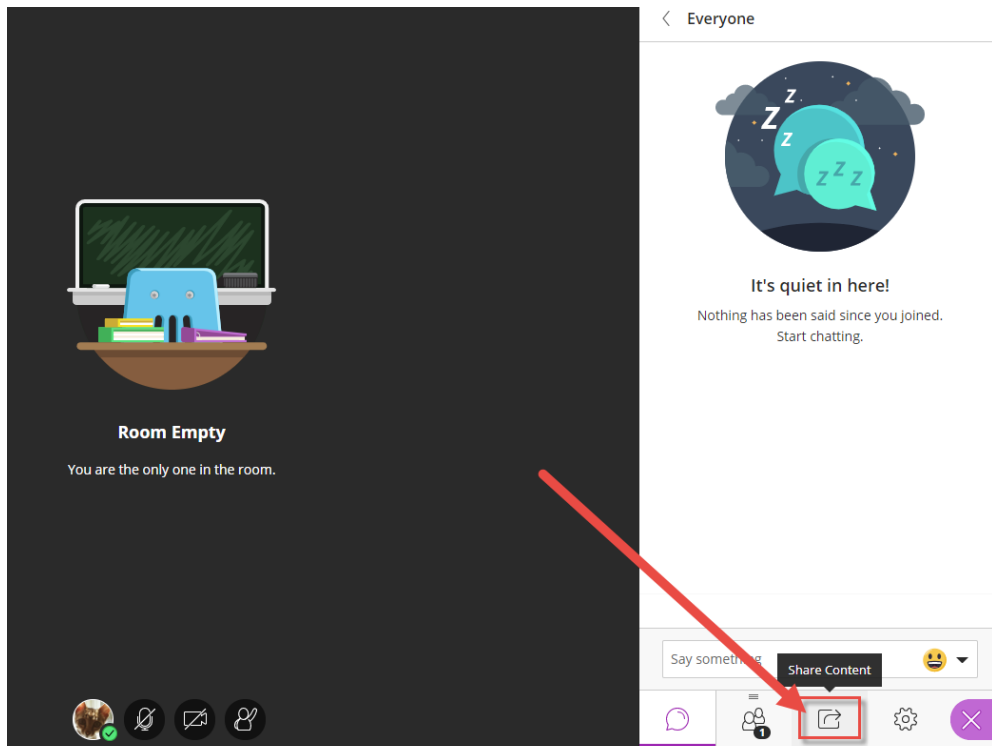 Everyone
z
Z
z
z z z
It's quiet in here!
Nothing has been said since you joined.
Start chatting.
Room Empty
You are the only one in the room.
Say something
Share Content
1